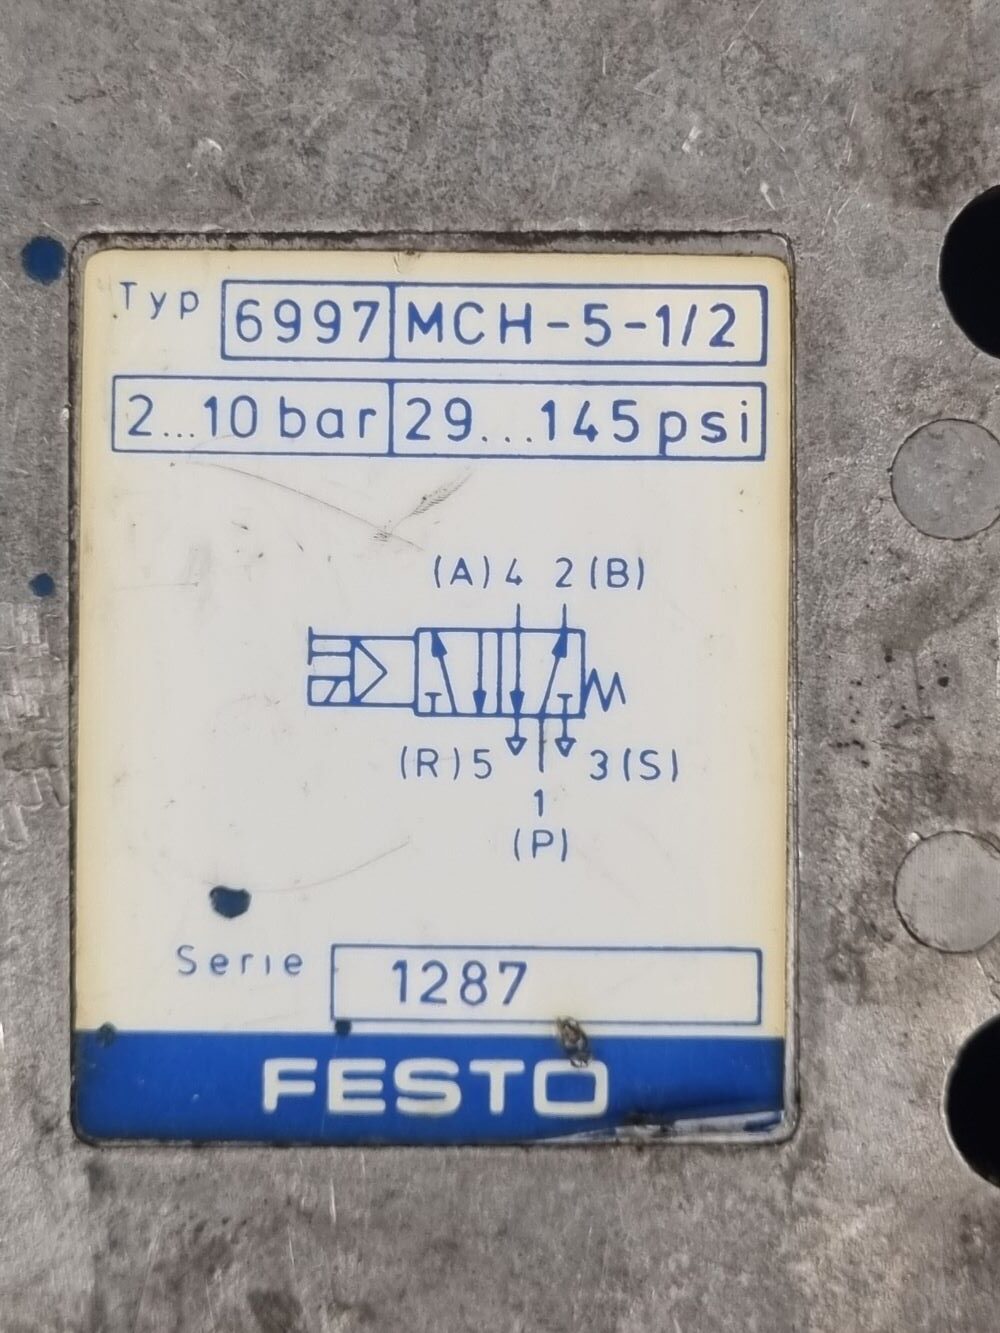 Typ 6997 MCH-5-1/2
2...10 bar 29...145 psi
(A) 4 2 (B)
(R) 5 3 (S)
1
(P)
Serie 1287
FESTO